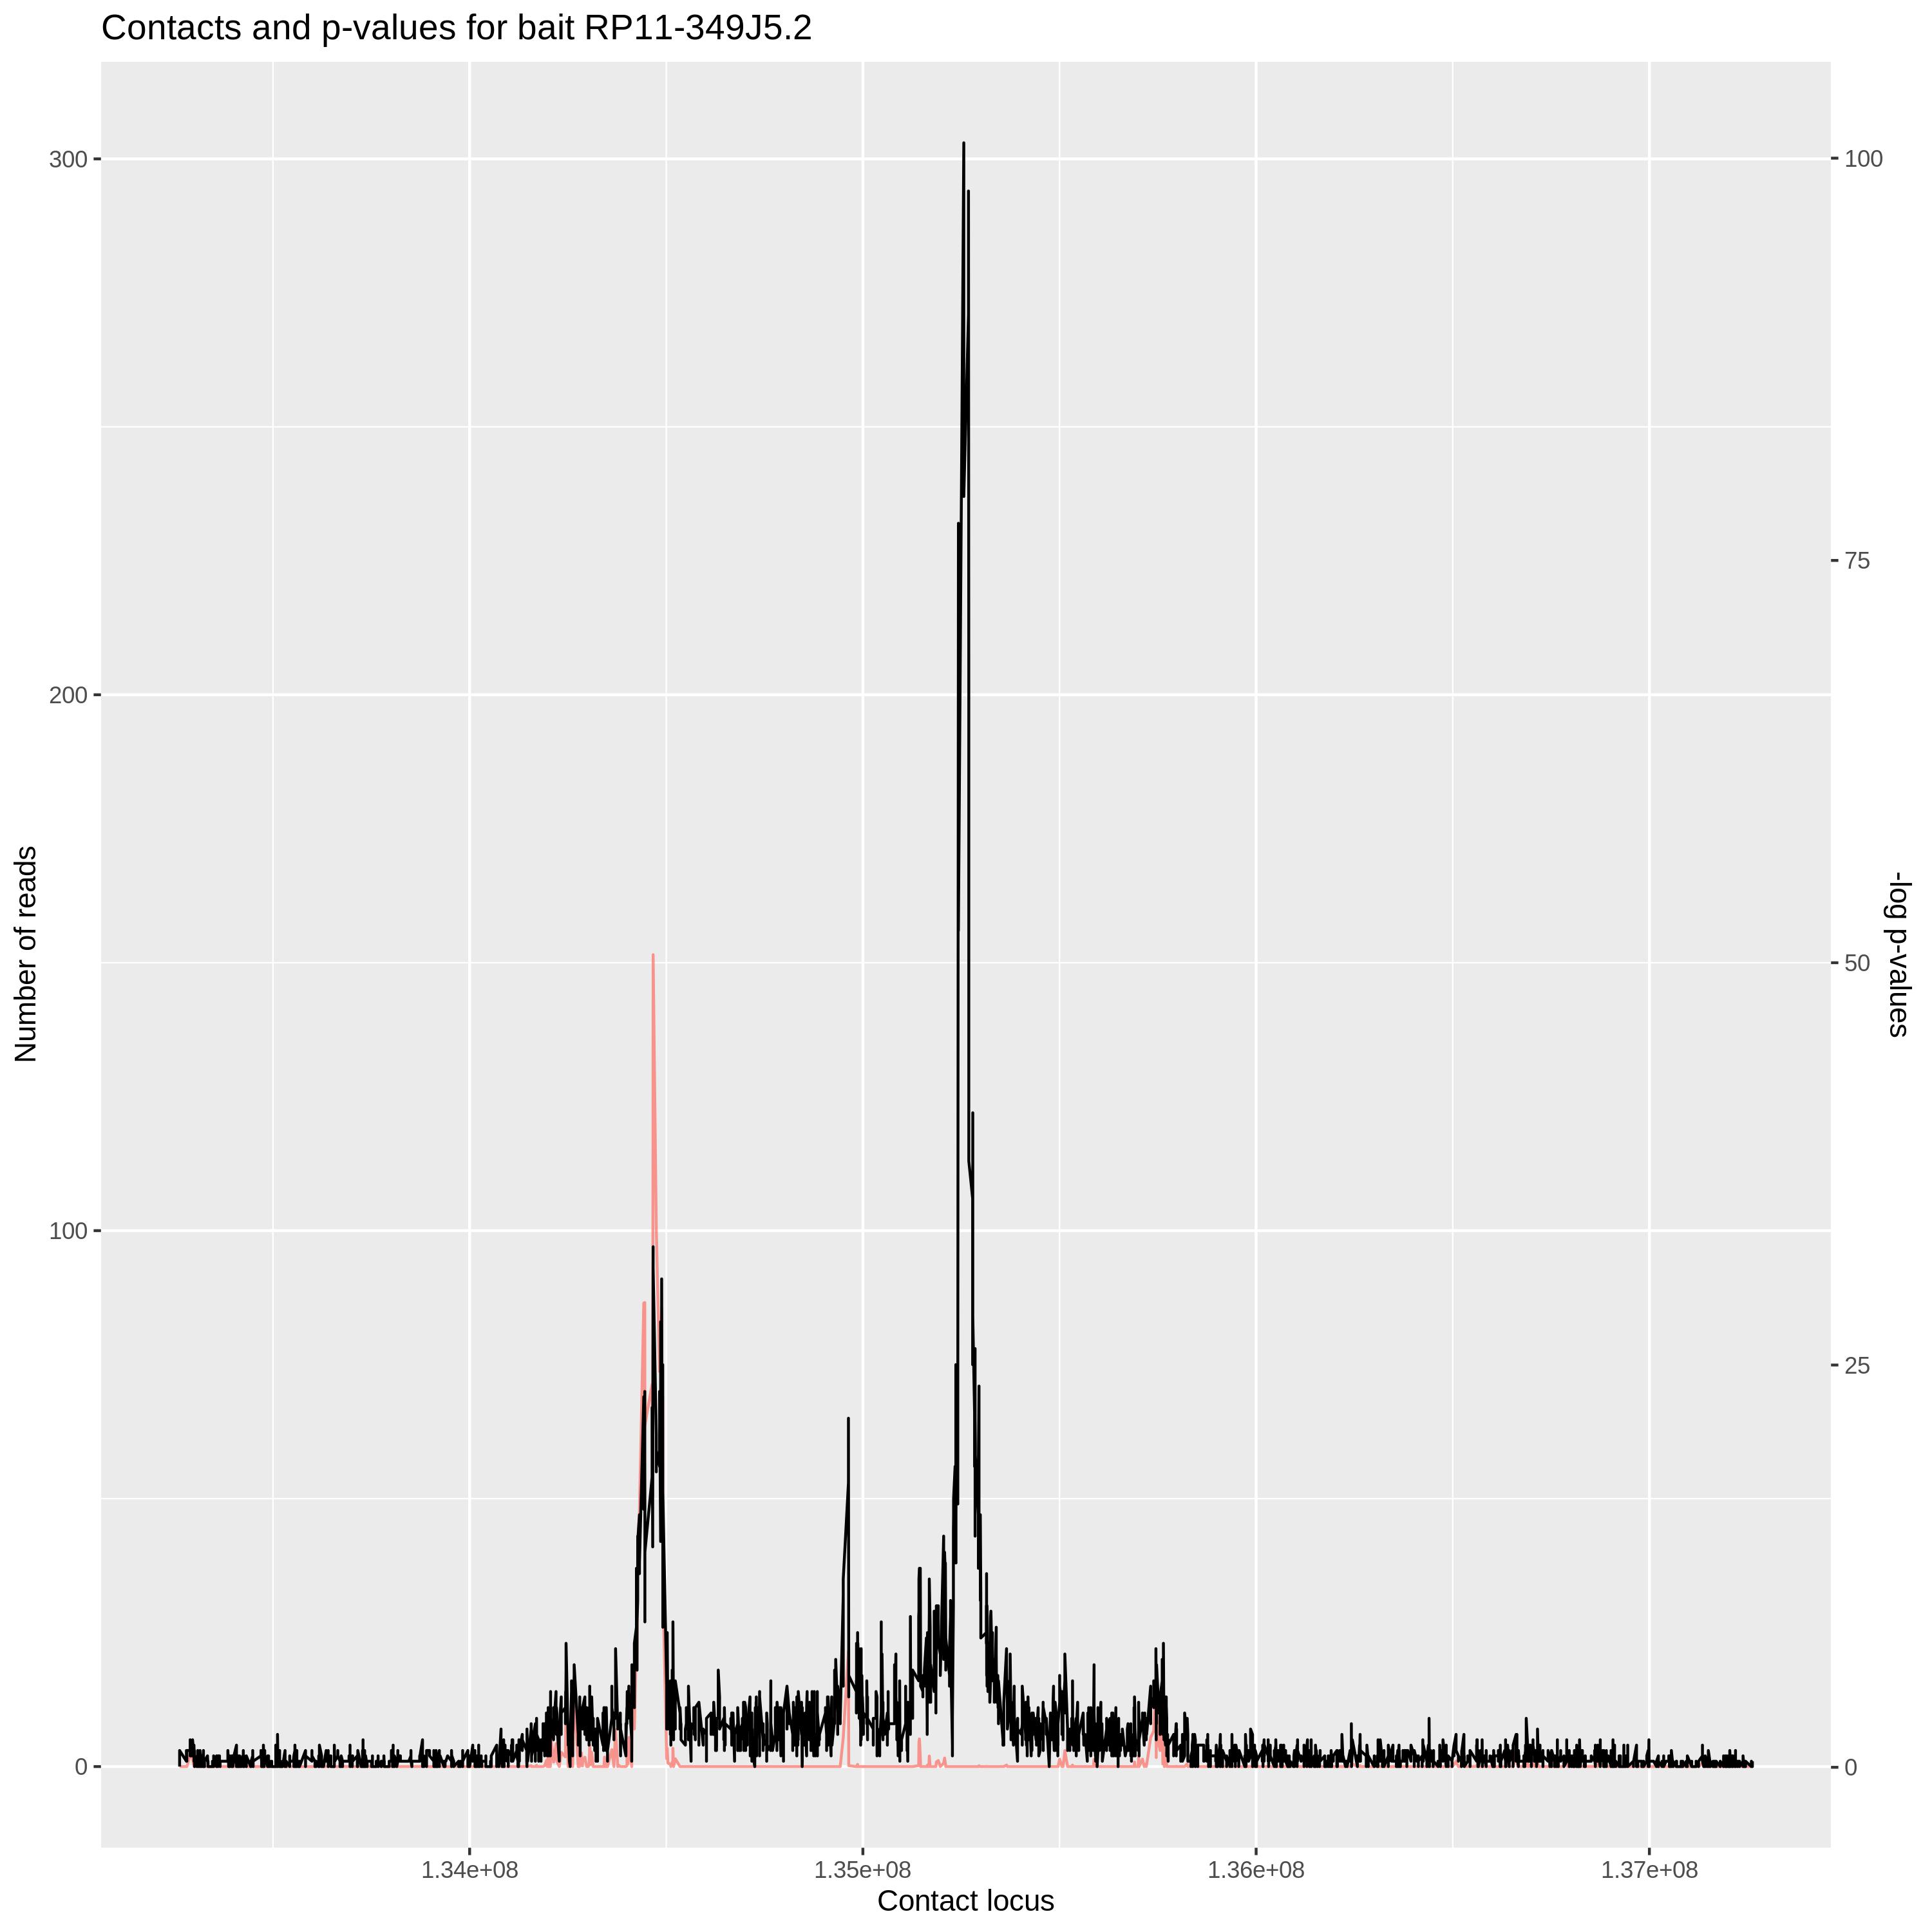 Contacts and p-values for bait RP11-349J5.2
300
200
100
0
Number of reads
100
75
50
25
0
-log p-values
1.34e+08
1.35e+08
1.36e+08
1.37e+08
Contact locus